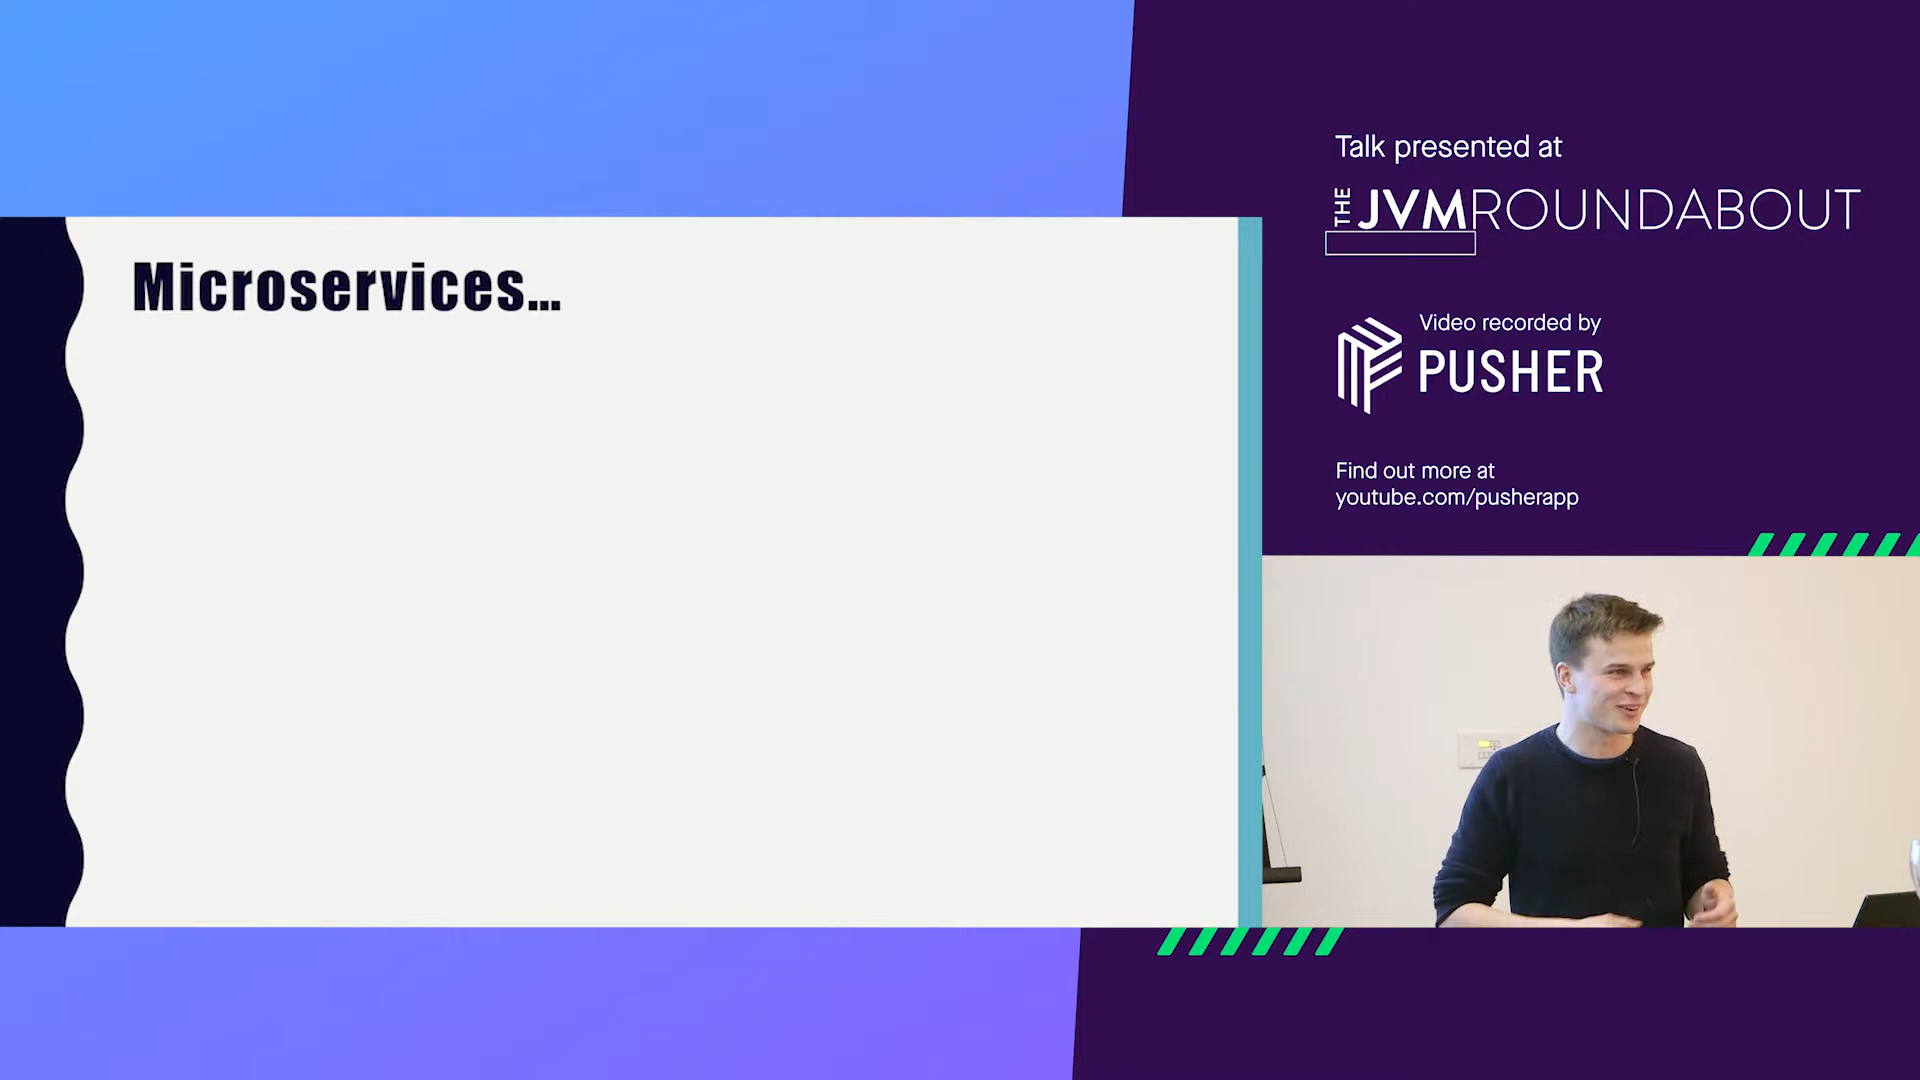 Microservices...
Talk presented at
THE JVMROUNDABOUT
Video recorded by
PUSHER
Find out more at
youtube.com/pusherapp